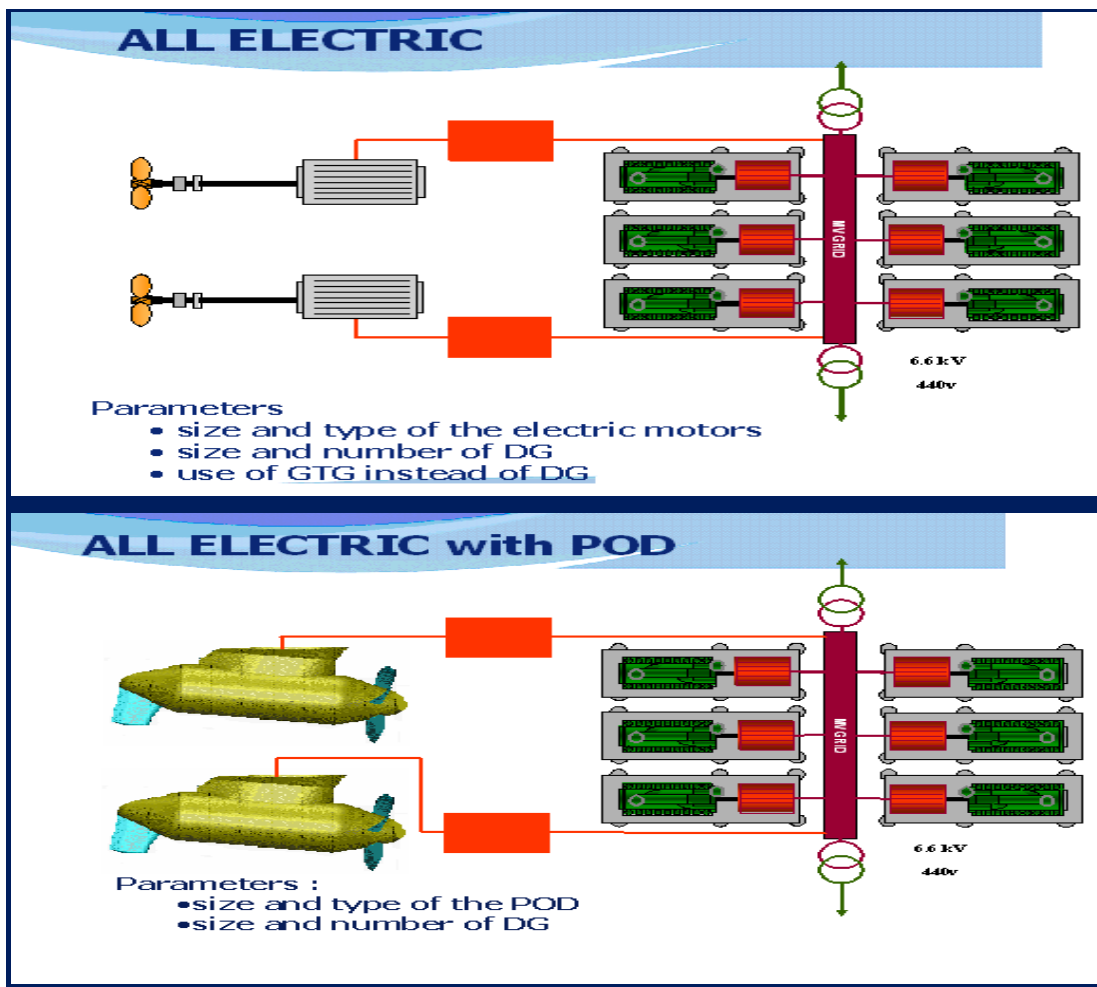 ALL ELECTRIC
MV GRID
6.6 kV
440v
Parameters
• size and type of the electric motors
• size and number of DG
• use of GTG instead of DG
ALL ELECTRIC with POD
MV GRID
6.6 kV
440v
Parameters :
•size and type of the POD
•size and number of DG